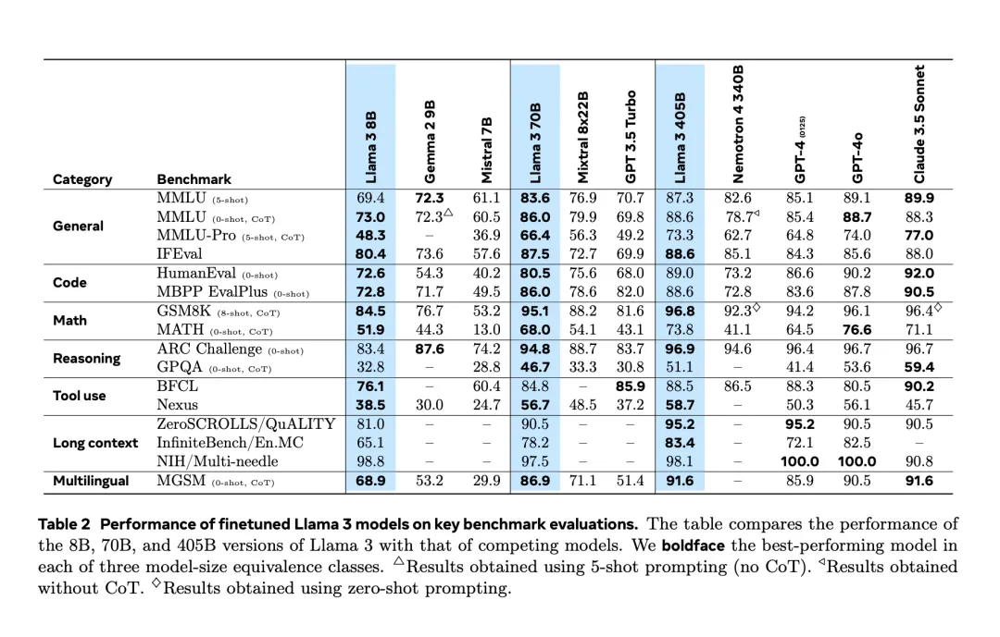 Category Benchmark Llama 3 8B Gemma 2 9B Mistral 7B Llama 3 70B Mixtral 8x22B GPT 3.5 Turbo Llama 3 405B Nemotron 4 340B GPT-4 (0125) GPT-4o Claude 3.5 Sonnet
General
MMLU (5-shot) 69.4 72.3 61.1 83.6 76.9 70.7 87.3 82.6 85.1 89.1 89.9
MMLU (0-shot, CoT) 73.0 72.3△ 60.5 86.0 79.9 69.8 88.6 78.7◁ 85.4 88.7 88.3
MMLU-Pro (5-shot, CoT) 48.3 – 36.9 66.4 56.3 49.2 73.3 62.7 64.8 74.0 77.0
IFEval 80.4 73.6 57.6 87.5 72.7 69.9 88.6 85.1 84.3 85.6 88.0
Code
HumanEval (0-shot) 72.6 54.3 40.2 80.5 75.6 68.0 89.0 73.2 86.6 90.2 92.0
MBPP EvalPlus (0-shot) 72.8 71.7 49.5 86.0 78.6 82.0 88.6 72.8 83.6 87.8 90.5
Math
GSM8K (8-shot, CoT) 84.5 76.7 53.2 95.1 88.2 81.6 96.8 92.3◇ 94.2 96.1 96.4◇
MATH (0-shot, CoT) 51.9 44.3 13.0 68.0 54.1 43.1 73.8 41.1 64.5 76.6 71.1
Reasoning
ARC Challenge (0-shot) 83.4 87.6 74.2 94.8 88.7 83.7 96.9 94.6 96.4 96.7 96.7
GPQA (0-shot, CoT) 32.8 – 28.8 46.7 33.3 30.8 51.1 – 41.4 53.6 59.4
Tool use
BFCL 76.1 – 60.4 84.8 – 85.9 88.5 86.5 88.3 80.5 90.2
Nexus 38.5 30.0 24.7 56.7 48.5 37.2 58.7 – 50.3 56.1 45.7
Long context
ZeroSCROLLS/QuALITY 81.0 – – 90.5 – – 95.2 – 95.2 90.5 90.5
InfiniteBench/En.MC 65.1 – – 78.2 – – 83.4 – 72.1 82.5 –
NIH/Multi-needle 98.8 – – 97.5 – – 98.1 – 100.0 100.0 90.8
Multilingual
MGSM (0-shot, CoT) 68.9 53.2 29.9 86.9 71.1 51.4 91.6 – 85.9 90.5 91.6
Table 2 Performance of finetuned Llama 3 models on key benchmark evaluations. The table compares the performance of
the 8B, 70B, and 405B versions of Llama 3 with that of competing models. We boldface the best-performing model in
each of three model-size equivalence classes. △Results obtained using 5-shot prompting (no CoT). ◁Results obtained
without CoT. ◇Results obtained using zero-shot prompting.